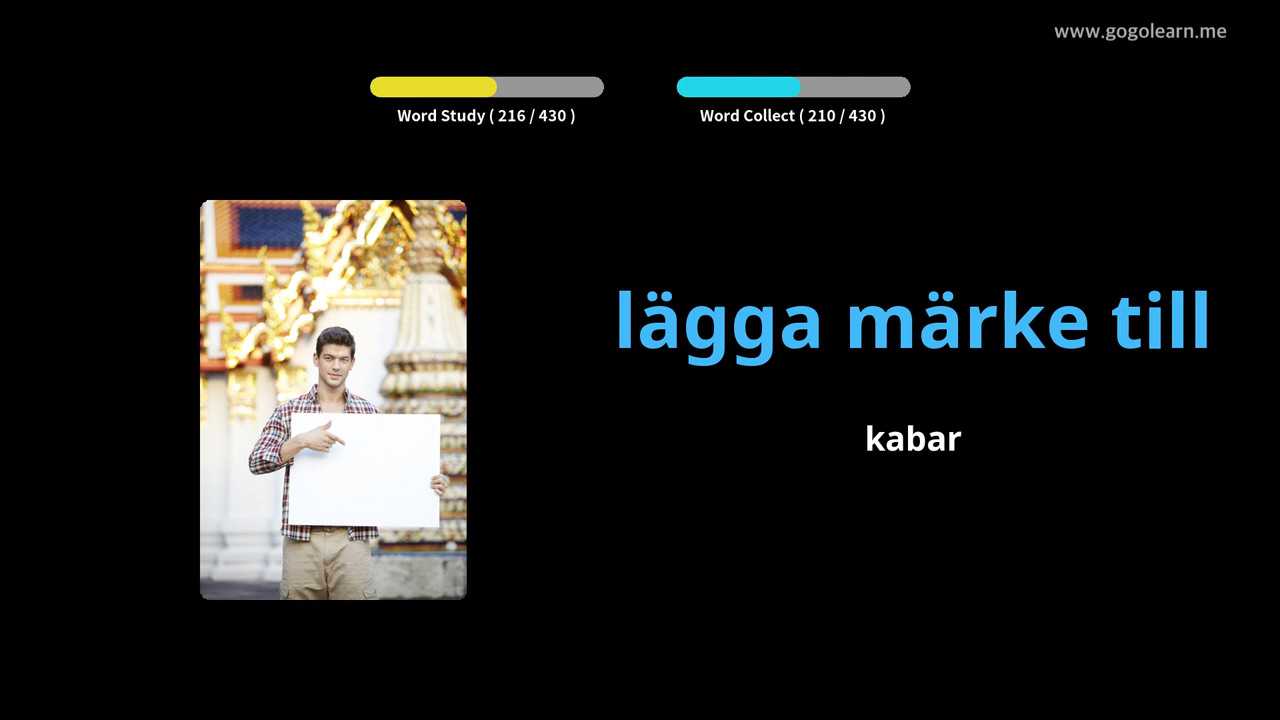 www.gogolearn.me
Word Study ( 216 / 430 )
Word Collect ( 210 / 430 )
lägga märke till
kabar